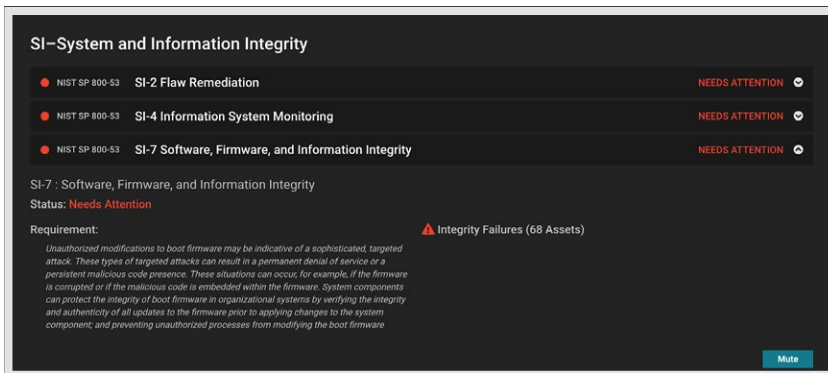 SI–System and Information Integrity
NIST SP 800-53 SI-2 Flaw Remediation NEEDS ATTENTION
NIST SP 800-53 SI-4 Information System Monitoring NEEDS ATTENTION
NIST SP 800-53 SI-7 Software, Firmware, and Information Integrity NEEDS ATTENTION
SI-7 : Software, Firmware, and Information Integrity
Status: Needs Attention
Requirement:
Unauthorized modifications to boot firmware may be indicative of a sophisticated, targeted
attack. These types of targeted attacks can result in a permanent denial of service or a
persistent malicious code presence. These situations can occur, for example, if the firmware
is corrupted or if the malicious code is embedded within the firmware. System components
can protect the integrity of boot firmware in organizational systems by verifying the integrity
and authenticity of all updates to the firmware prior to applying changes to the system
component; and preventing unauthorized processes from modifying the boot firmware
Integrity Failures (68 Assets)
Mute